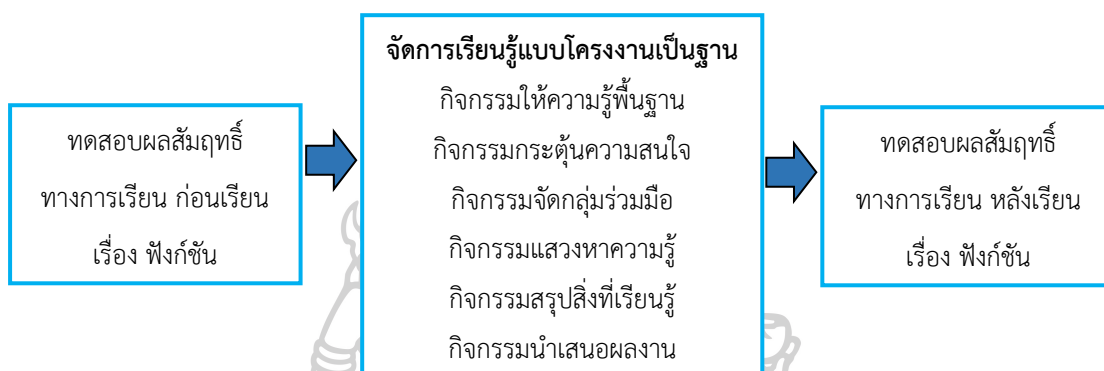 ทดสอบผลสัมฤทธิ์
ทางการเรียน ก่อนเรียน
เรื่อง ฟังก์ชัน
จัดการเรียนรู้แบบโครงงานเป็นฐาน
กิจกรรมให้ความรู้พื้นฐาน
กิจกรรมกระตุ้นความสนใจ
กิจกรรมจัดกลุ่มร่วมมือ
กิจกรรมแสวงหาความรู้
กิจกรรมสรุปสิ่งที่เรียนรู้
กิจกรรมนำเสนอผลงาน
ทดสอบผลสัมฤทธิ์
ทางการเรียน หลังเรียน
เรื่อง ฟังก์ชัน